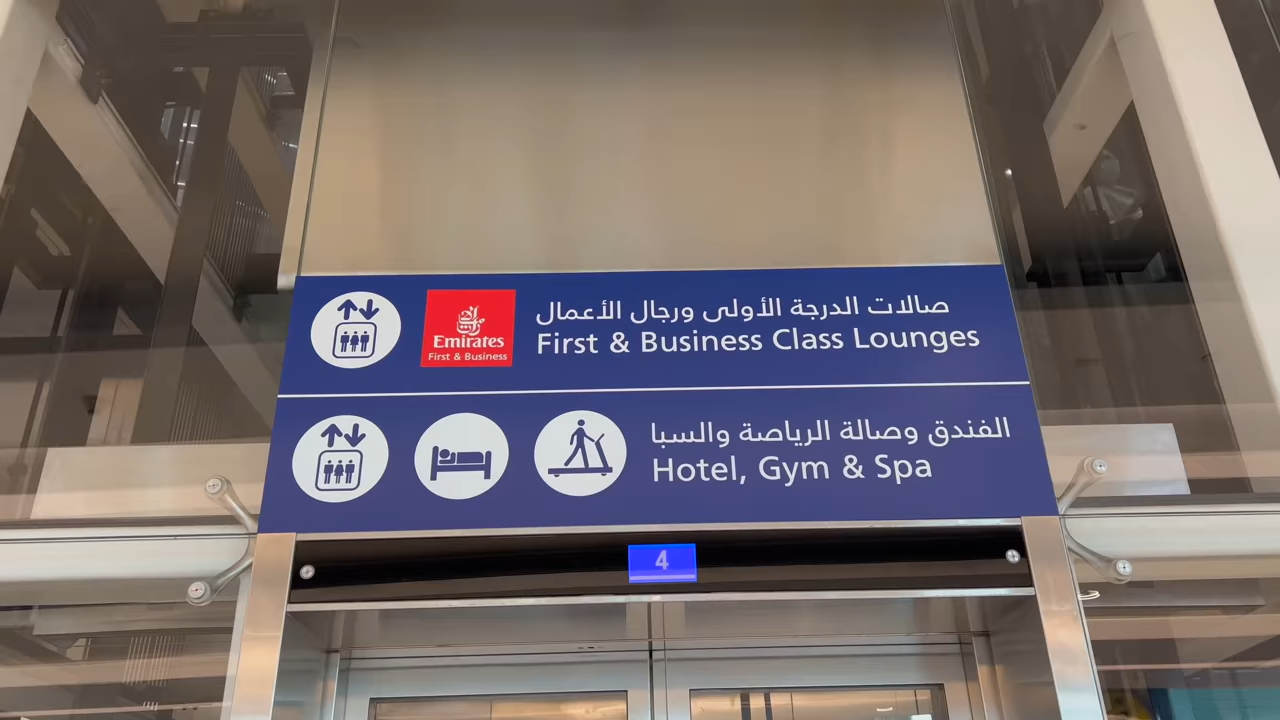 الإمارات
Emirates
First & Business
صالات الدرجة الأولى ورجال الأعمال
First & Business Class Lounges
الفندق وصالة الرياضة والسبا
Hotel, Gym & Spa
4